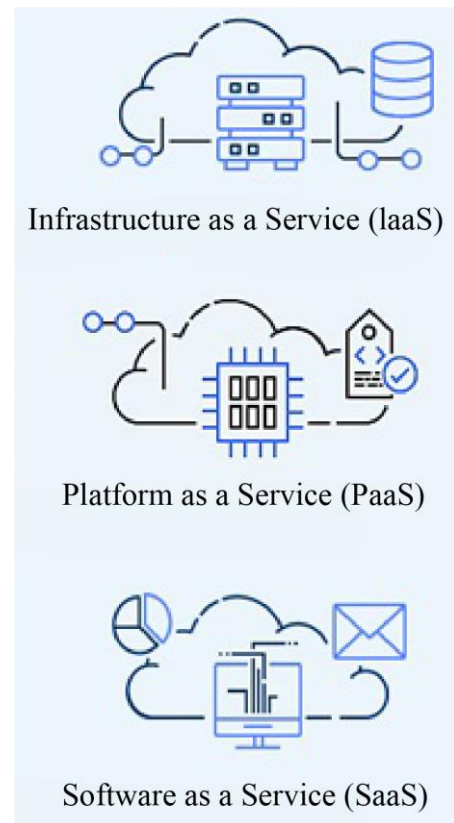 Infrastructure as a Service (laaS)
Platform as a Service (PaaS)
Software as a Service (SaaS)